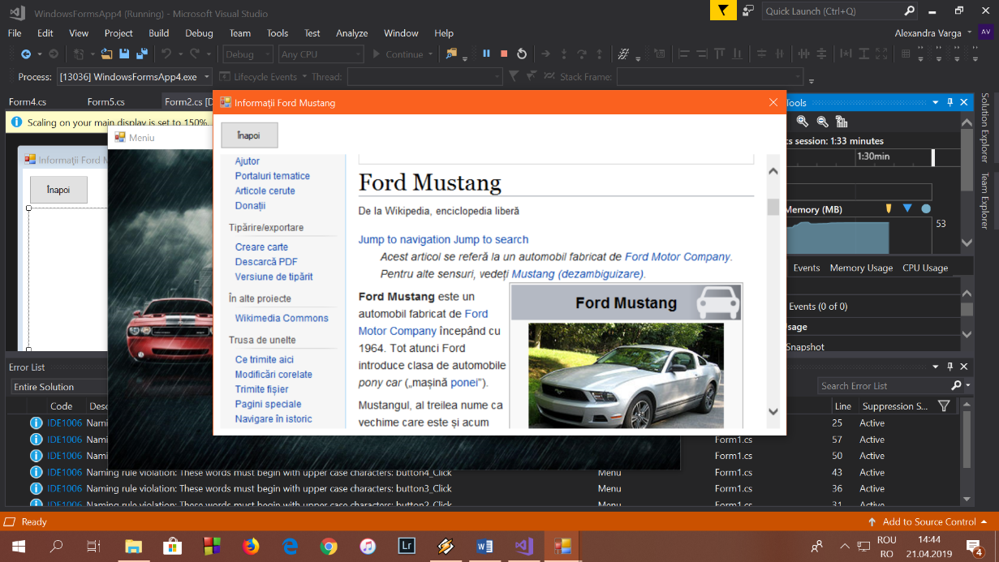 WindowsFormsApp4 (Running) - Microsoft Visual Studio
Quick Launch (Ctrl+Q)
File Edit View Project Build Debug Team Tools Test Analyze Window Help
Alexandra Varga AV
Debug Any CPU Continue
Process: [13036] WindowsFormsApp4.exe Lifecycle Events Thread: Stack Frame:
Form4.cs Form5.cs Form2.cs [D
Informații Ford Mustang
Tools
Solution Explorer
Team Explorer
Scaling on your main display is set to 150%.
Meniu
Înapoi
Informații Ford M
Înapoi
Ajutor
Portaluri tematice
Articole cerute
Donații
Tipărire/exportare
Creare carte
Descarcă PDF
Versiune de tipărit
În alte proiecte
Wikimedia Commons
Trusa de unelte
Ce trimite aici
Modificări corelate
Trimite fișier
Pagini speciale
Navigare în istoric
Ford Mustang
De la Wikipedia, enciclopedia liberă
Jump to navigation Jump to search
Acest articol se referă la un automobil fabricat de Ford Motor Company.
Pentru alte sensuri, vedeți Mustang (dezambiguizare).
Ford Mustang este un
automobil fabricat de Ford
Motor Company începând cu
1964. Tot atunci Ford
introduce clasa de automobile
pony car („mașină ponei”).
Mustangul, al treilea nume ca
vechime care este și acum
Ford Mustang
cs session: 1:33 minutes
1:30min
Memory (MB)
53
Events Memory Usage CPU Usage
Events (0 of 0)
sage
Snapshot
Error List
Entire Solution
Search Error List
Code Desc Line Suppression S...
IDE1006 Nami 25 Active
IDE1006 Nami Form1.cs 57 Active
IDE1006 Nami Form1.cs 50 Active
IDE1006 Naming rule violation: These words must begin with upper case characters: button4_Click Menu Form1.cs 43 Active
IDE1006 Naming rule violation: These words must begin with upper case characters: button3_Click Menu Form1.cs 36 Active
IDE1006 Naming rule violation: These words must begin with upper case characters: button2_Click Menu Form1.cs 31 Active
Ready
Add to Source Control
Lr
ROU
RO
14:44
21.04.2019
4